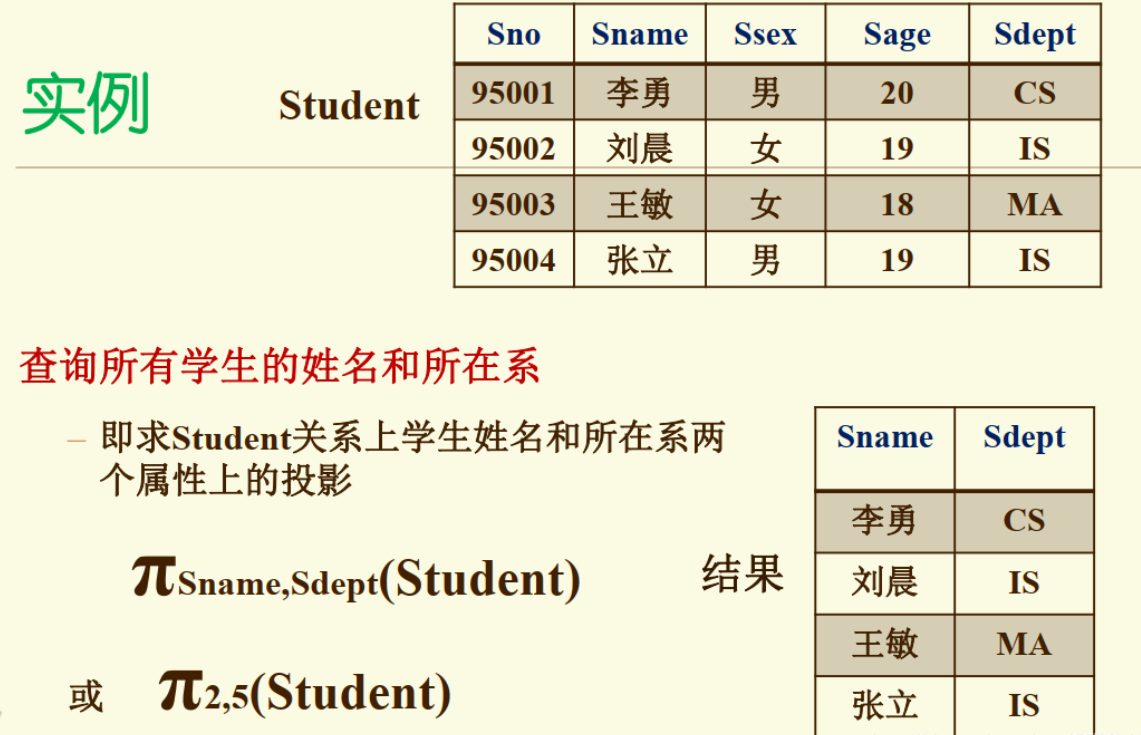 实例
Student
Sno Sname Ssex Sage Sdept
95001 李勇 男 20 CS
95002 刘晨 女 19 IS
95003 王敏 女 18 MA
95004 张立 男 19 IS
查询所有学生的姓名和所在系
– 即求Student关系上学生姓名和所在系两
个属性上的投影
πSname,Sdept(Student)
或 π2,5(Student)
结果
Sname Sdept
李勇 CS
刘晨 IS
王敏 MA
张立 IS